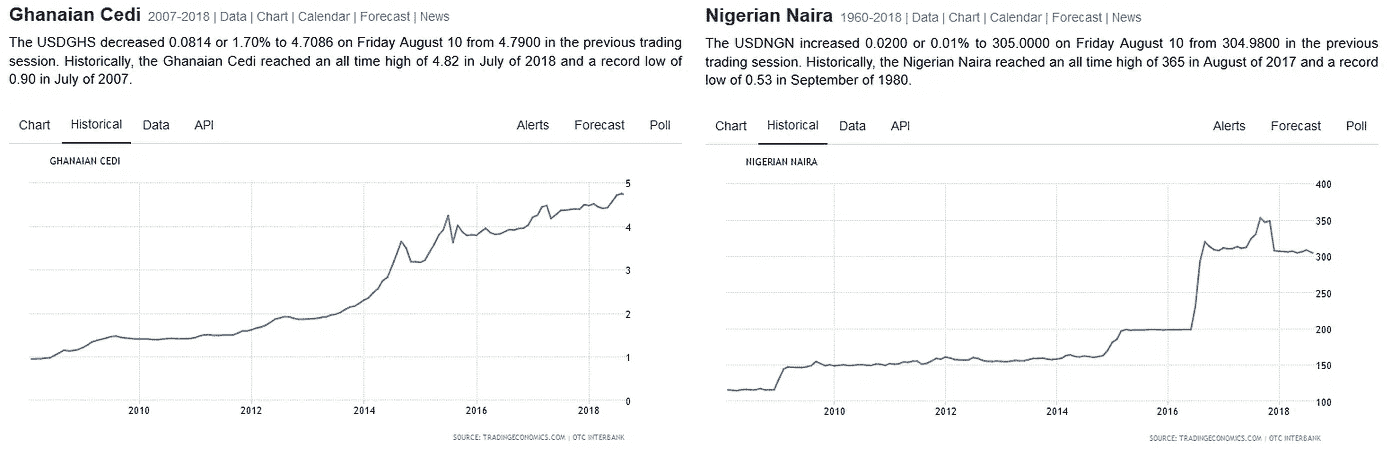 Ghanaian Cedi 2007-2018 | Data | Chart | Calendar | Forecast | News
The USDGHS decreased 0.0814 or 1.70% to 4.7086 on Friday August 10 from 4.7900 in the previous trading
session. Historically, the Ghanaian Cedi reached an all time high of 4.82 in July of 2018 and a record low of
0.90 in July of 2007.
Chart Historical Data API Alerts Forecast Poll
GHANAIAN CEDI
5
4
3
2
1
0
2010 2012 2014 2016 2018
SOURCE: TRADINGECONOMICS.COM | OTC INTERBANK
Nigerian Naira 1960-2018 | Data | Chart | Calendar | Forecast | News
The USDNGN increased 0.0200 or 0.01% to 305.0000 on Friday August 10 from 304.9800 in the previous
trading session. Historically, the Nigerian Naira reached an all time high of 365 in August of 2017 and a record
low of 0.53 in September of 1980.
Chart Historical Data API Alerts Forecast Poll
NIGERIAN NAIRA
400
350
300
250
200
150
100
2010 2012 2014 2016 2018
SOURCE: TRADINGECONOMICS.COM | OTC INTERBANK